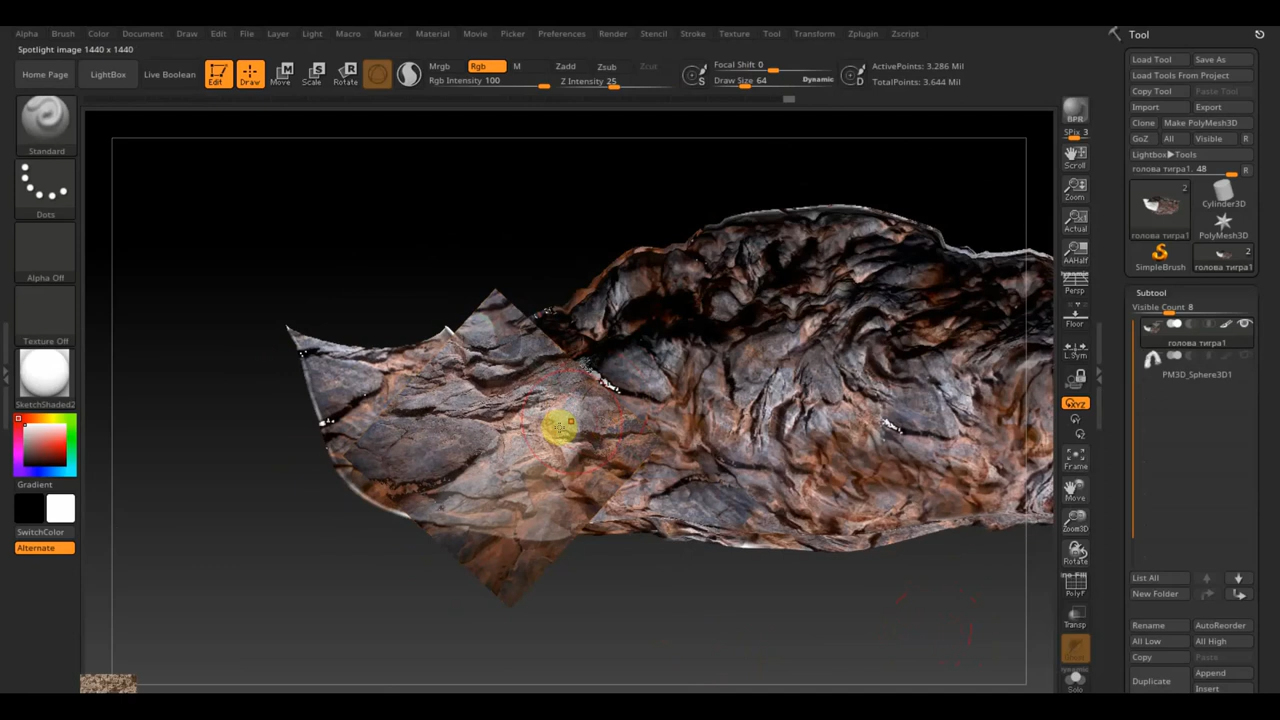 Alpha Brush Color Document Draw Edit File Layer Light Macro Marker Material Movie Picker Preferences Render Stencil Stroke Texture Tool Transform Zplugin Zscript
Tool
Spotlight image 1440 x 1440
Home Page
LightBox
Live Boolean
Edit
Draw
Move
Scale
Rotate
Mrgb Rgb M
Rgb Intensity 100
Zadd Zsub Zcut
Z Intensity 25
Focal Shift 0
Draw Size 64
Dynamic
ActivePoints: 3.286 Mil
TotalPoints: 3.644 Mil
S
D
Standard
Dots
Alpha Off
Texture Off
SketchShaded2
Gradient
SwitchColor
Alternate
BPR
SPix 3
Scroll
Zoom
Actual
AAHalf
Persp
Floor
L.Sym
XYZ
Y
Z
Frame
Move
Zoom3D
Rotate
PolyF
Transp
Solo
Load Tool Save As
Load Tools From Project
Copy Tool Paste Tool
Import Export
Clone Make PolyMesh3D
GoZ All Visible R
Lightbox▶Tools
голова тигра1. 48 R
2
голова тигра1
Cylinder3D
PolyMesh3D
SimpleBrush
2
голова тигра1
Subtool
Visible Count 8
голова тигра1
PM3D_Sphere3D1
List All
New Folder
Rename AutoReorder
All Low All High
Copy Paste
Duplicate Append
Insert